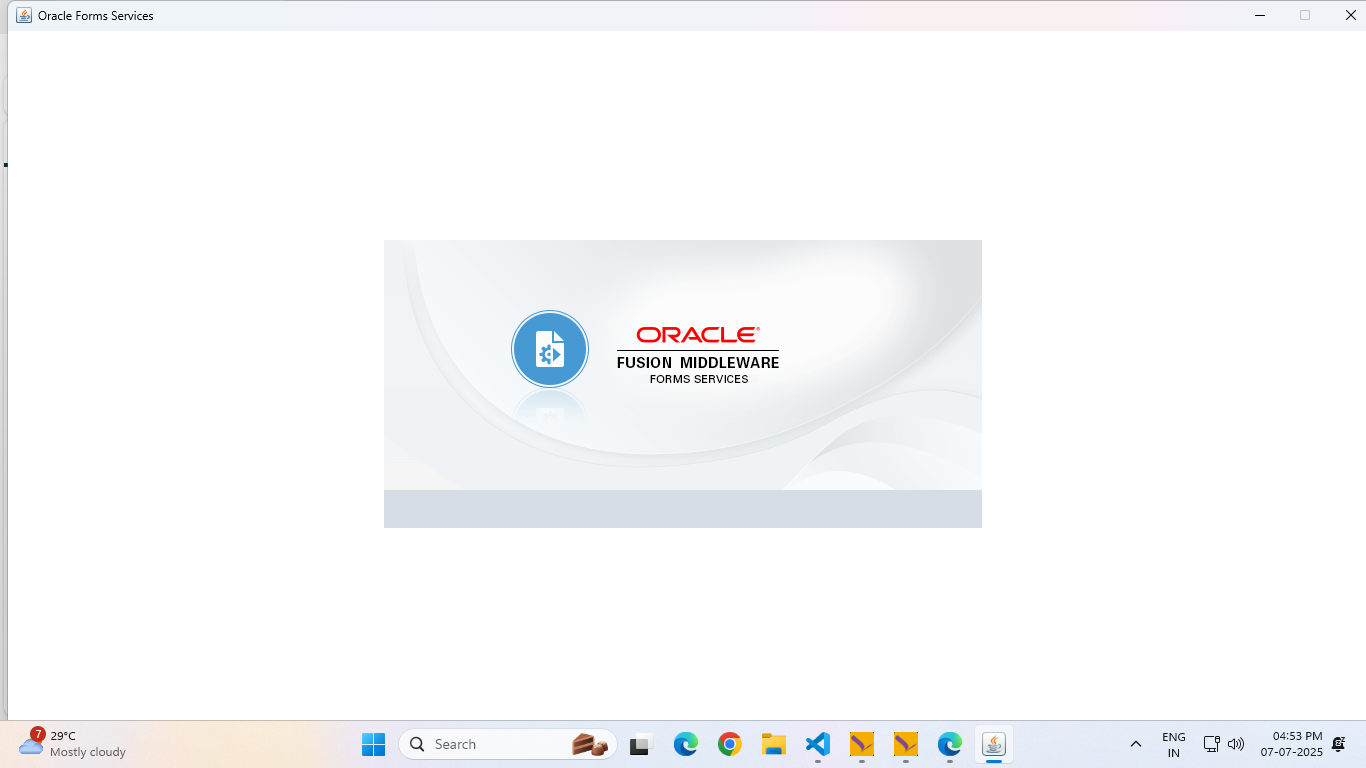 Oracle Forms Services
ORACLE®
FUSION MIDDLEWARE
FORMS SERVICES
7
29°C
Mostly cloudy
Search
ENG
IN
04:53 PM
07-07-2025